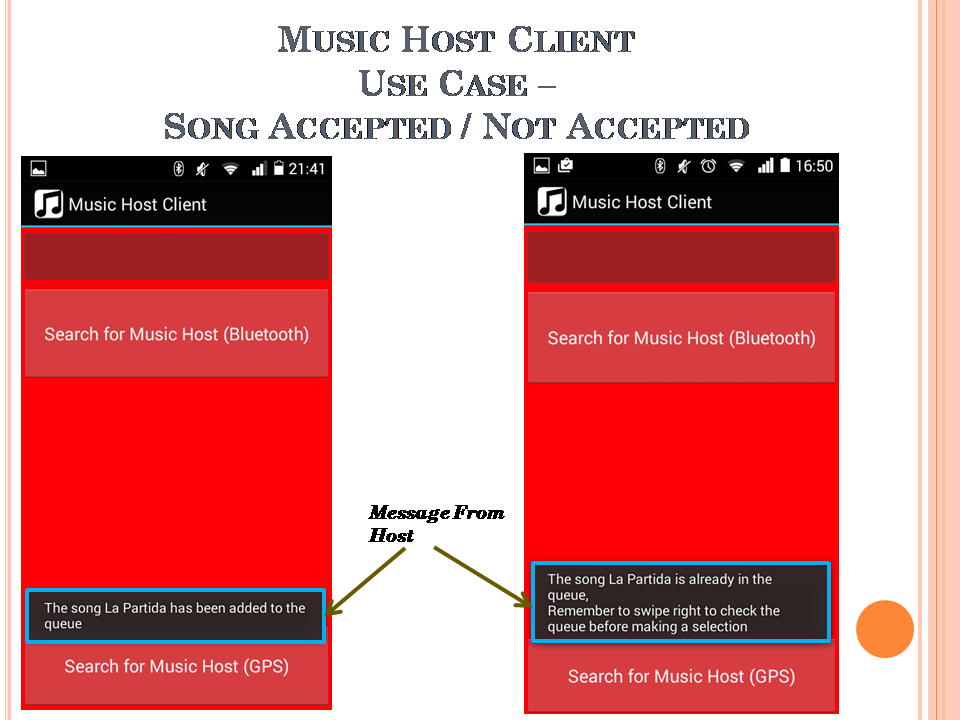 MUSIC HOST CLIENT
USE CASE –
SONG ACCEPTED / NOT ACCEPTED
21:41
Music Host Client
Search for Music Host (Bluetooth)
The song La Partida has been added to the
queue
Search for Music Host (GPS)
Message From
Host
16:50
Music Host Client
Search for Music Host (Bluetooth)
The song La Partida is already in the
queue,
Remember to swipe right to check the
queue before making a selection
Search for Music Host (GPS)